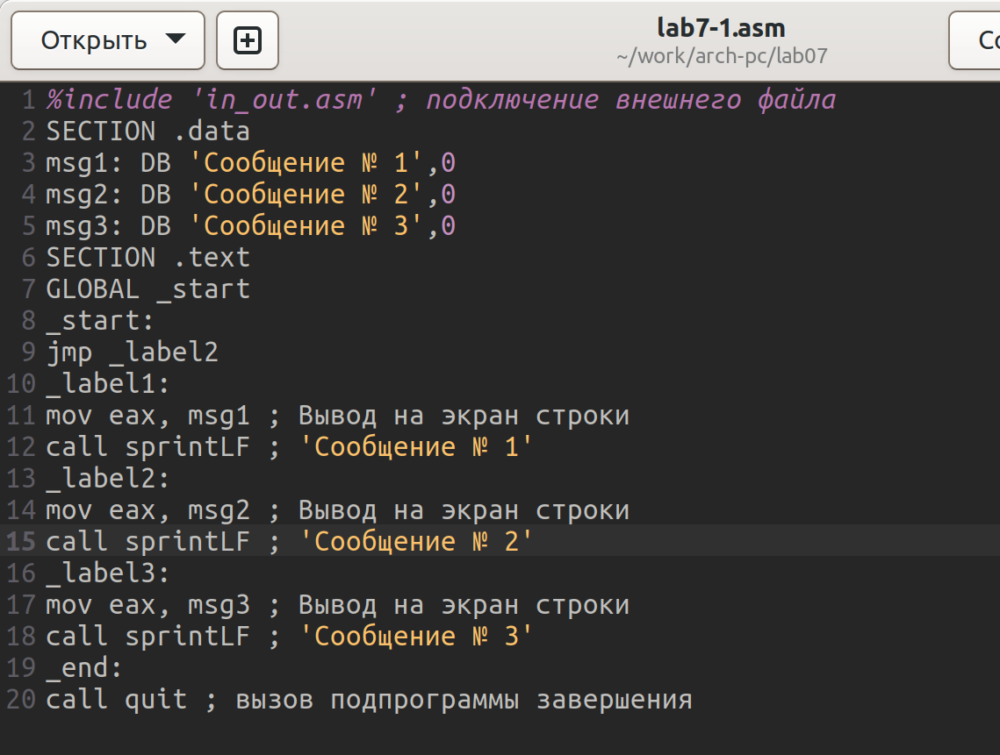 Открыть
lab7-1.asm
~/work/arch-pc/lab07
Со
1 %include 'in_out.asm' ; подключение внешнего файла
2 SECTION .data
3 msg1: DB 'Сообщение № 1',0
4 msg2: DB 'Сообщение № 2',0
5 msg3: DB 'Сообщение № 3',0
6 SECTION .text
7 GLOBAL _start
8 _start:
9 jmp _label2
10 _label1:
11 mov eax, msg1 ; Вывод на экран строки
12 call sprintLF ; 'Сообщение № 1'
13 _label2:
14 mov eax, msg2 ; Вывод на экран строки
15 call sprintLF ; 'Сообщение № 2'
16 _label3:
17 mov eax, msg3 ; Вывод на экран строки
18 call sprintLF ; 'Сообщение № 3'
19 _end:
20 call quit ; вызов подпрограммы завершения